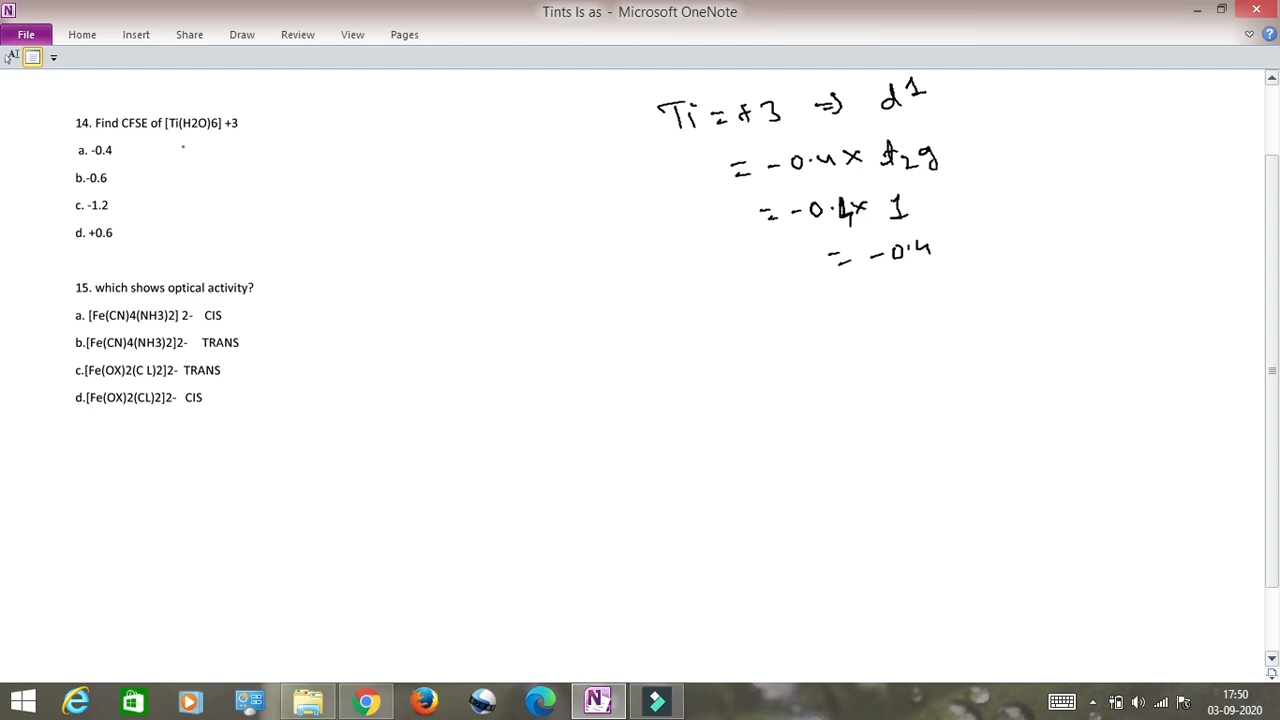 Tints Is as - Microsoft OneNote
File Home Insert Share Draw Review View Pages
14. Find CFSE of [Ti(H2O)6] +3
a. -0.4
b.-0.6
c. -1.2
d. +0.6
15. which shows optical activity?
a. [Fe(CN)4(NH3)2] 2- CIS
b.[Fe(CN)4(NH3)2]2- TRANS
c.[Fe(OX)2(C L)2]2- TRANS
d.[Fe(OX)2(CL)2]2- CIS
Ti = +3 ⇒ d1
= -0.4 × t2g
= -0.4 × 1
= -0.4
17:50
03-09-2020